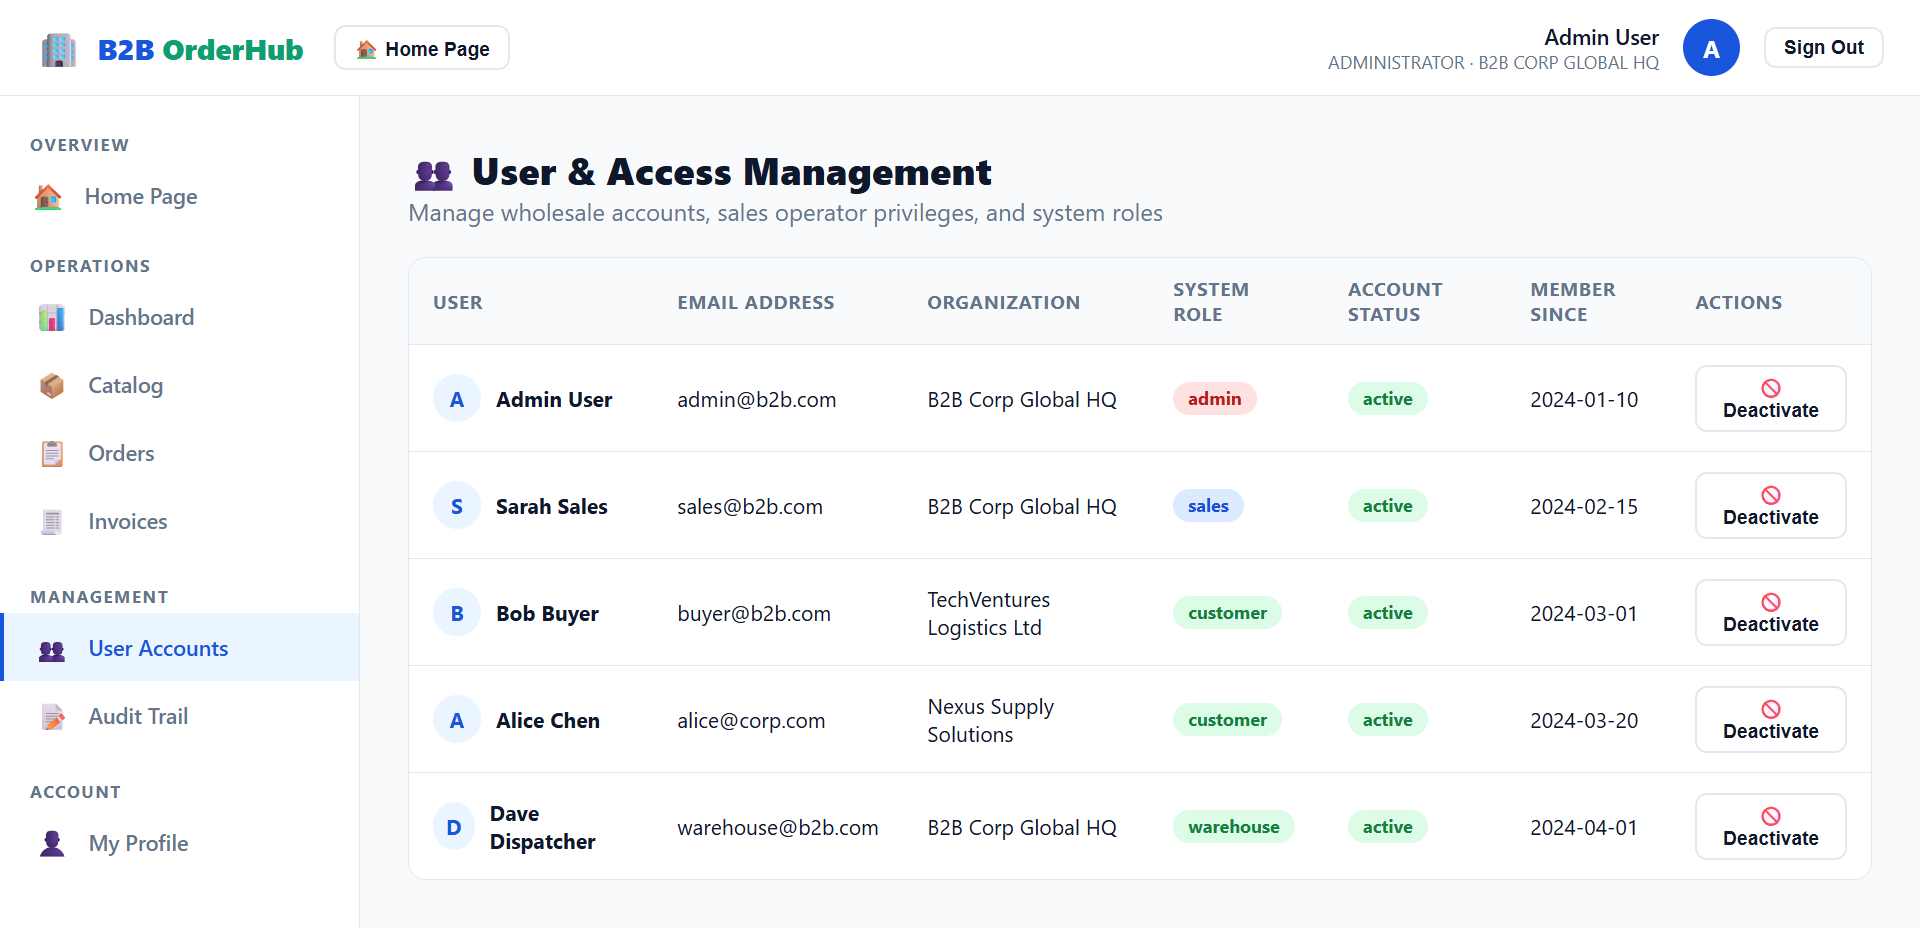 B2B OrderHub
Home Page
Admin User
ADMINISTRATOR · B2B CORP GLOBAL HQ
A
Sign Out
OVERVIEW
Home Page
OPERATIONS
Dashboard
Catalog
Orders
Invoices
MANAGEMENT
User Accounts
Audit Trail
ACCOUNT
My Profile
User & Access Management
Manage wholesale accounts, sales operator privileges, and system roles
USER EMAIL ADDRESS ORGANIZATION SYSTEM ROLE ACCOUNT STATUS MEMBER SINCE ACTIONS
A Admin User admin@b2b.com B2B Corp Global HQ admin active 2024-01-10 Deactivate
S Sarah Sales sales@b2b.com B2B Corp Global HQ sales active 2024-02-15 Deactivate
B Bob Buyer buyer@b2b.com TechVentures Logistics Ltd customer active 2024-03-01 Deactivate
A Alice Chen alice@corp.com Nexus Supply Solutions customer active 2024-03-20 Deactivate
D Dave Dispatcher warehouse@b2b.com B2B Corp Global HQ warehouse active 2024-04-01 Deactivate